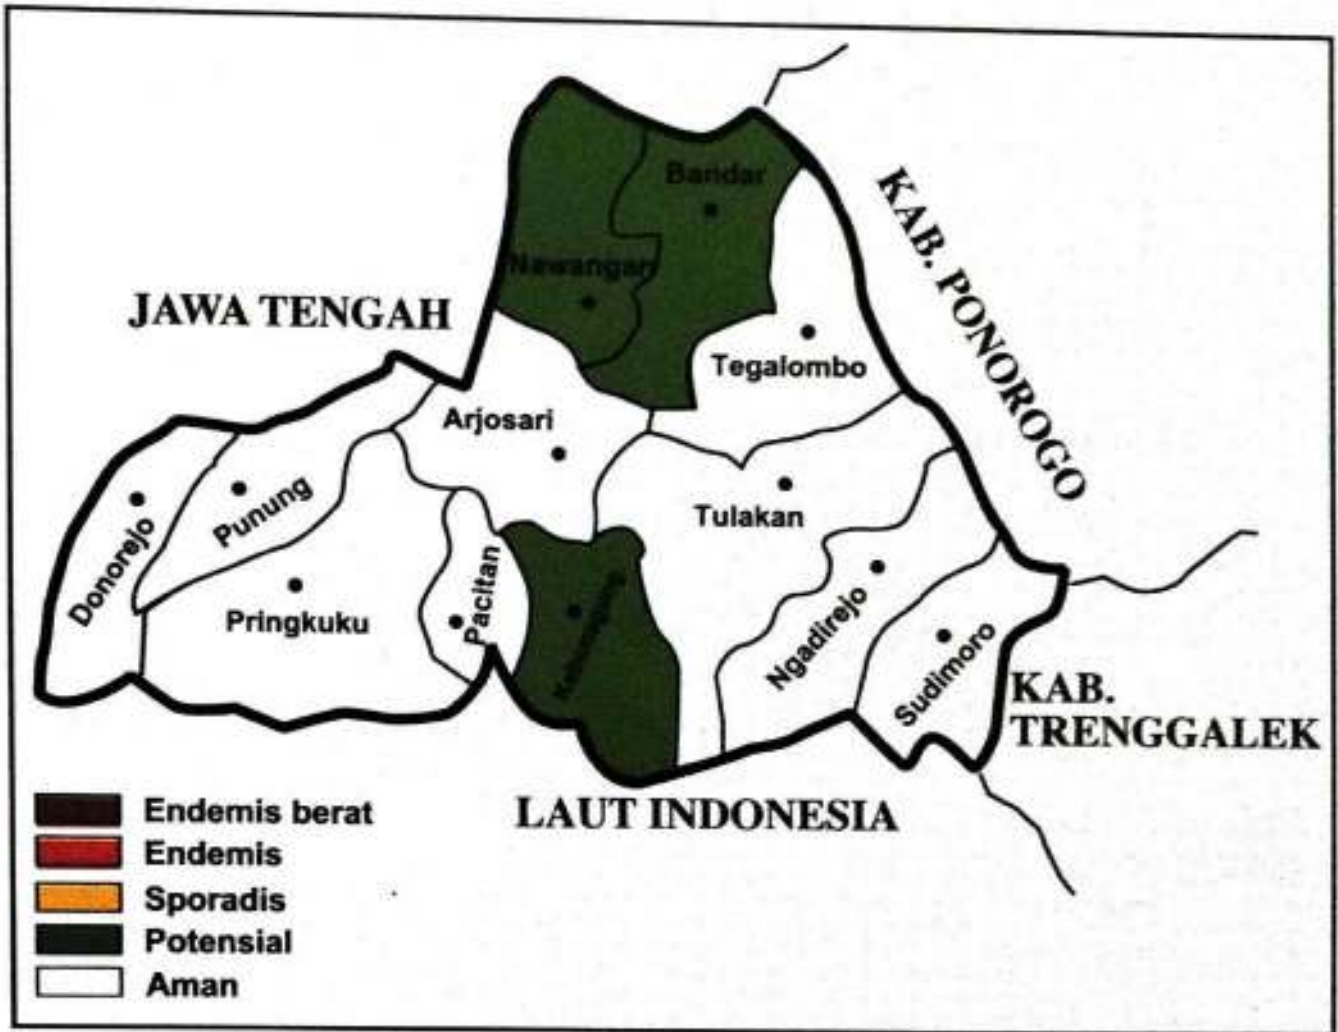 Bandar
KAB. PONOROGO
Nawangan
JAWA TENGAH
Tegalombo
Arjosari
Punung
Tulakan
Donorejo
Pringkuku
Pacitan
Kebonagung
Ngadirejo
Sudimoro
KAB.
TRENGGALEK
LAUT INDONESIA
Endemis berat
Endemis
Sporadis
Potensial
Aman